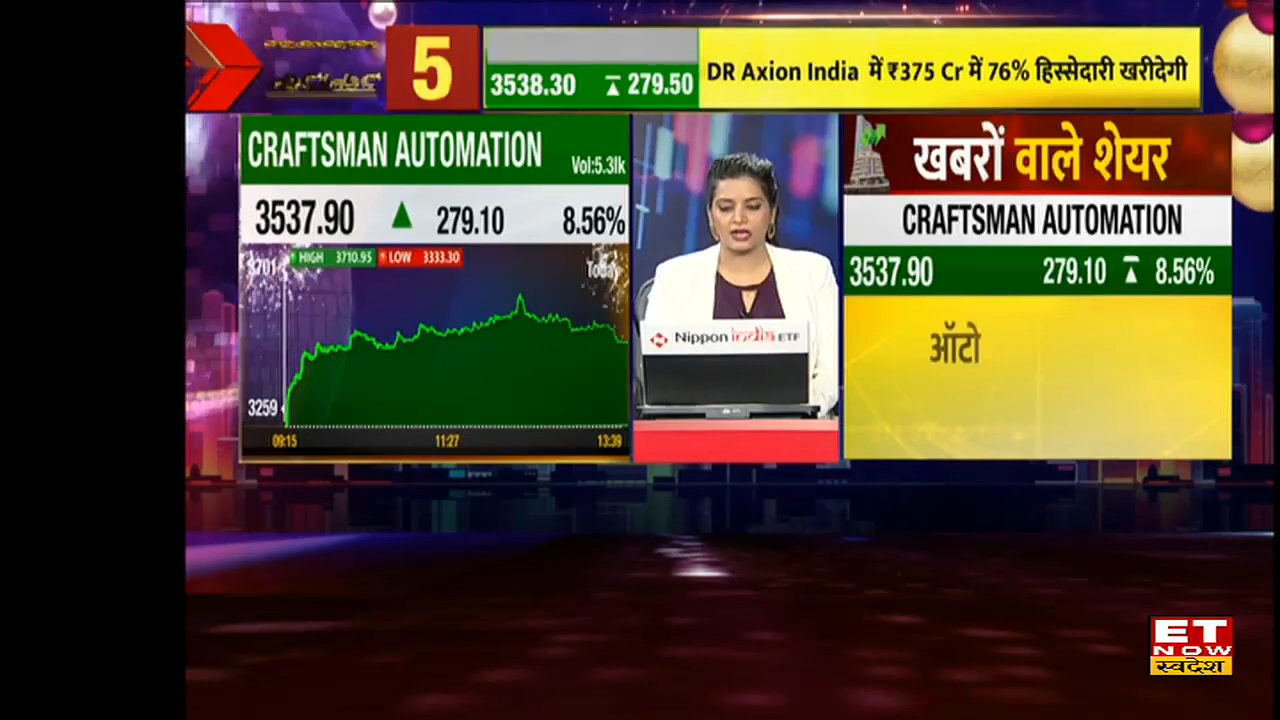 5
3538.30 279.50
DR Axion India में ₹375 Cr में 76% हिस्सेदारी खरीदेगी
CRAFTSMAN AUTOMATION
Vol:5.3lk
3537.90 ▲ 279.10 8.56%
HIGH 3710.95 LOW 3333.30
3701 Today
3259
09:15 11:27 13:39
Nippon india ETF
खबरों वाले शेयर
CRAFTSMAN AUTOMATION
3537.90 279.10 8.56%
ऑटो
ET
NOW
स्वदेश